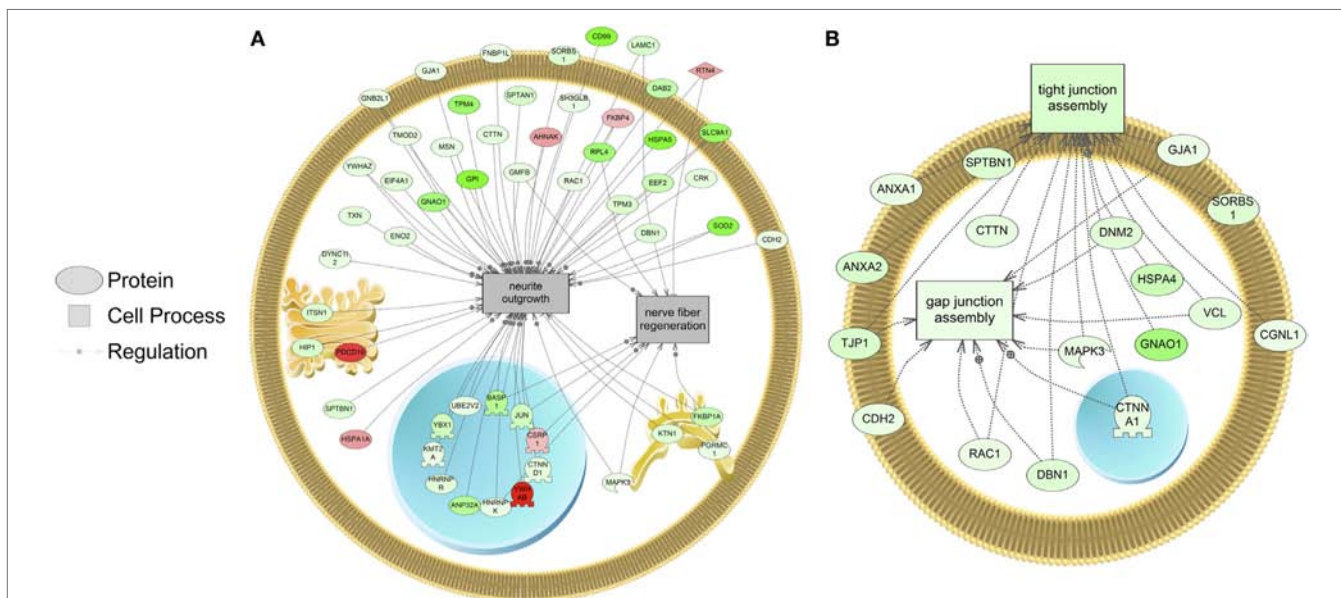 A
B
Protein
Cell Process
Regulation
CD99
FNBP1L
SORBS
1
LAMC1
GJA1
RTN4
GNB2L1
TPM4
SPTAN1
SH3GLB
1
DAB2
TMOD2
CTTN
AHNAK
FKBP4
HSPA5
SLC9A1
MSN
RPL4
YWHAZ
EIF4A1
GPI
GMFB
RAC1
EEF2
CRK
GNAO1
TPM3
TXN
ENO2
DBN1
SOD2
CDH2
DYNC1I
2
neurite
outgrowth
nerve fiber
regeneration
ITSN1
HIP1
PDCD10
SPTBN1
HSPA1A
UBE2V2
BASP
1
JUN
YBX1
CSRP
1
KMT2
A
CTNN
D1
HNRNP
R
YWH
AB
ANP32A
HNRNP
K
MAPK3
KTN1
FKBP1A
PGRMC
1
tight junction
assembly
SPTBN1
GJA1
ANXA1
SORBS
1
CTTN
DNM2
ANXA2
HSPA4
gap junction
assembly
VCL
TJP1
MAPK3
GNAO1
CGNL1
CDH2
CTNN
A1
RAC1
DBN1